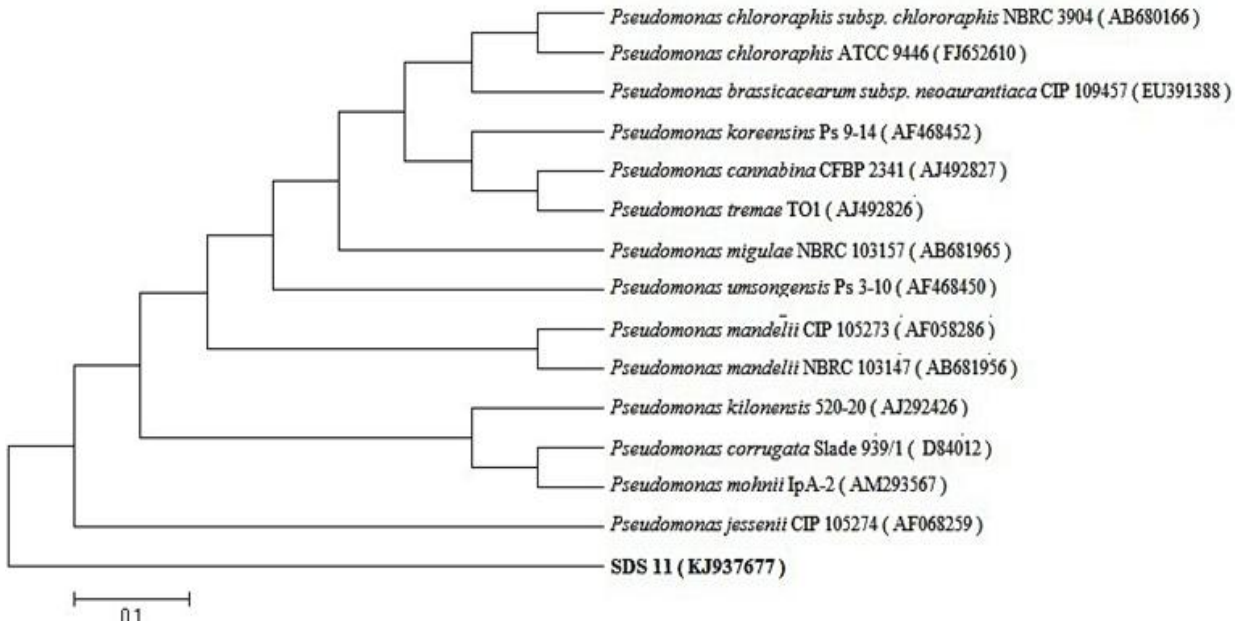 Pseudomonas chlororaphis subsp. chlororaphis NBRC 3904 ( AB680166 )
Pseudomonas chlororaphis ATCC 9446 ( FJ652610 )
Pseudomonas brassicacearum subsp. neoaurantiaca CIP 109457 ( EU391388 )
Pseudomonas koreensins Ps 9-14 ( AF468452 )
Pseudomonas cannabina CFBP 2341 ( AJ492827 )
Pseudomonas tremae TO1 ( AJ492826 )
Pseudomonas migulae NBRC 103157 ( AB681965 )
Pseudomonas umsongensis Ps 3-10 ( AF468450 )
Pseudomonas mandelii CIP 105273 ( AF058286 )
Pseudomonas mandelii NBRC 103147 ( AB681956 )
Pseudomonas kilonensis 520-20 ( AJ292426 )
Pseudomonas corrugata Slade 939/1 ( D84012 )
Pseudomonas mohnii IpA-2 ( AM293567 )
Pseudomonas jessenii CIP 105274 ( AF068259 )
SDS 11 ( KJ937677 )
0.1